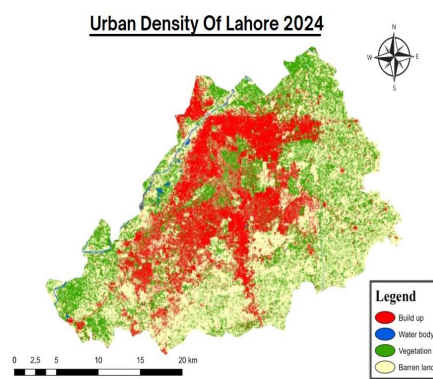 Urban Density Of Lahore 2024
N
W E
S
Legend
Build up
Water body
Vegetation
Barren land
0 2,5 5 10 15 20 km